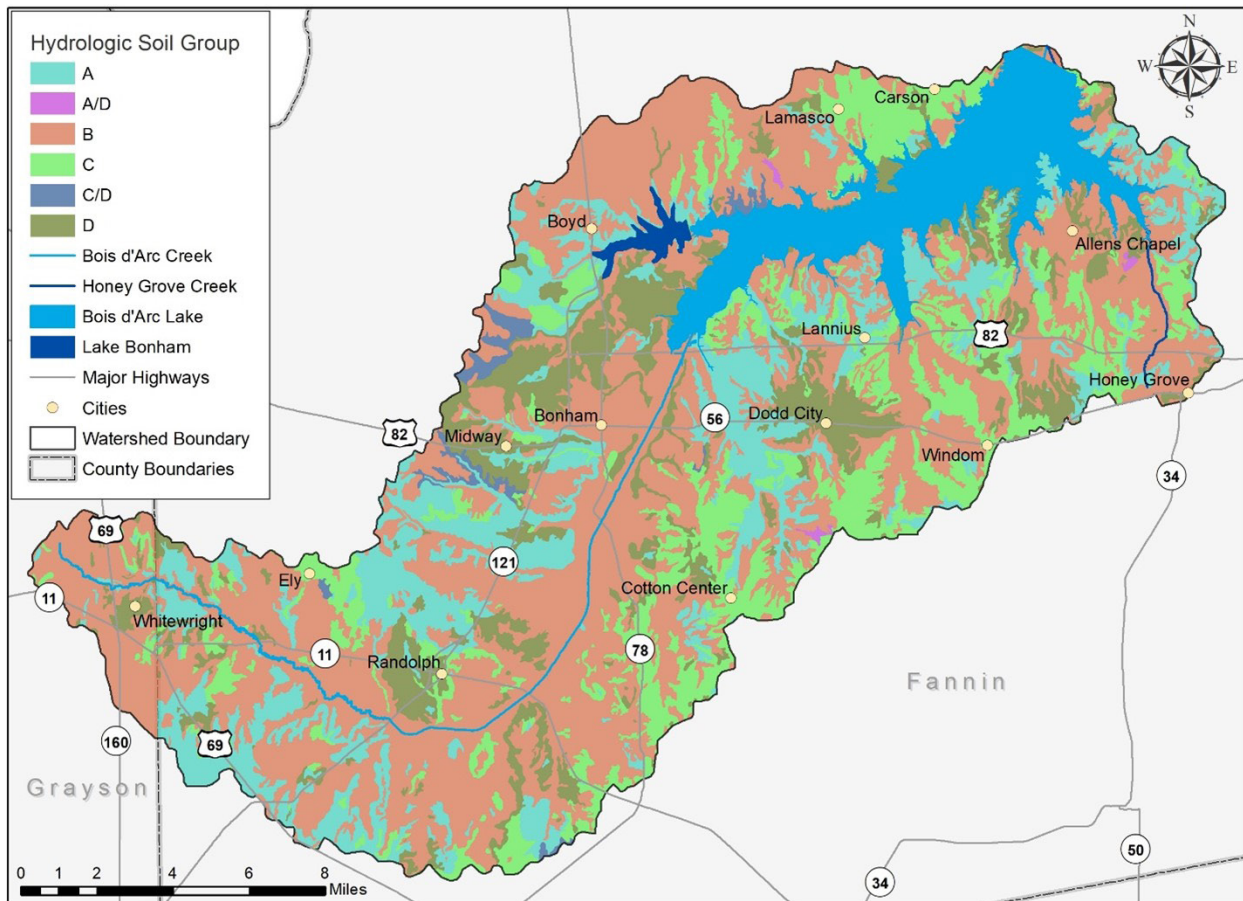 Hydrologic Soil Group
A
A/D
B
C
C/D
D
Bois d'Arc Creek
Honey Grove Creek
Bois d'Arc Lake
Lake Bonham
Major Highways
Cities
Watershed Boundary
County Boundaries
N
W E
S
Carson
Lamasco
Boyd
Allens Chapel
Lannius
82
Honey Grove
Bonham
56
Dodd City
82
Midway
Windom
34
69
121
Ely
11
Cotton Center
Whitewright
11
78
Randolph
Fannin
160
69
Grayson
50
34
0 1 2 4 6 8
Miles